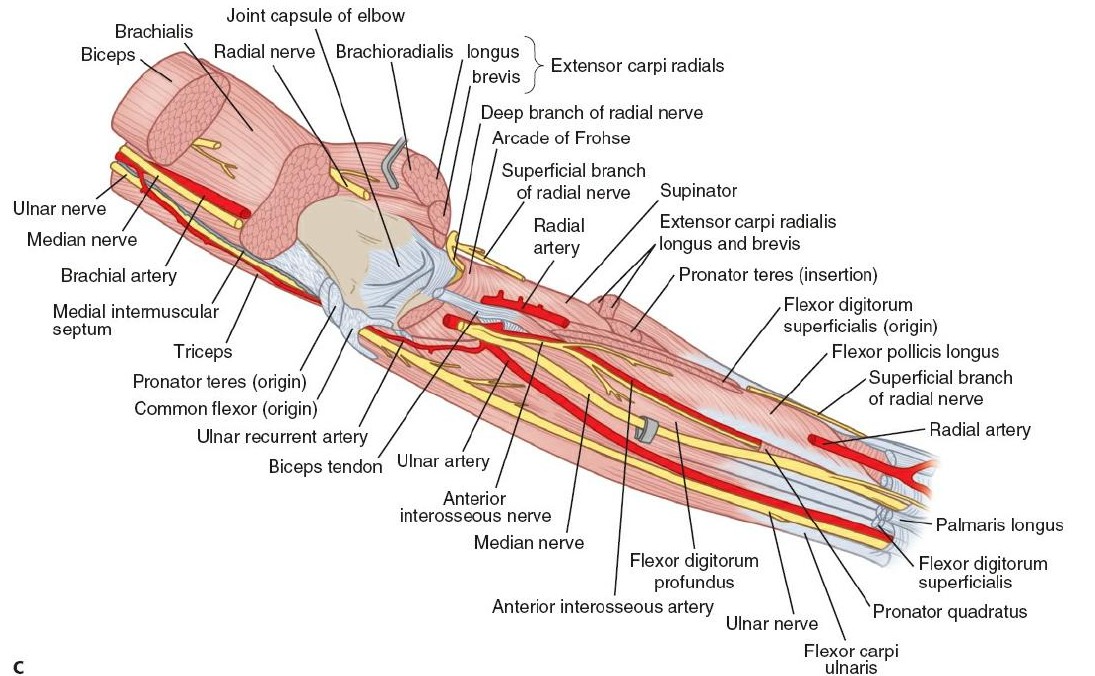 Joint capsule of elbow
Brachialis
Biceps
Radial nerve
Brachioradialis
longus
brevis
Extensor carpi radials
Deep branch of radial nerve
Arcade of Frohse
Superficial branch
of radial nerve
Supinator
Radial
artery
Extensor carpi radialis
longus and brevis
Pronator teres (insertion)
Flexor digitorum
superficialis (origin)
Flexor pollicis longus
Superficial branch
of radial nerve
Radial artery
Ulnar nerve
Median nerve
Brachial artery
Medial intermuscular
septum
Triceps
Pronator teres (origin)
Common flexor (origin)
Ulnar recurrent artery
Biceps tendon
Ulnar artery
Anterior
interosseous nerve
Median nerve
Flexor digitorum
profundus
Anterior interosseous artery
Ulnar nerve
Flexor carpi
ulnaris
Pronator quadratus
Flexor digitorum
superficialis
Palmaris longus
C